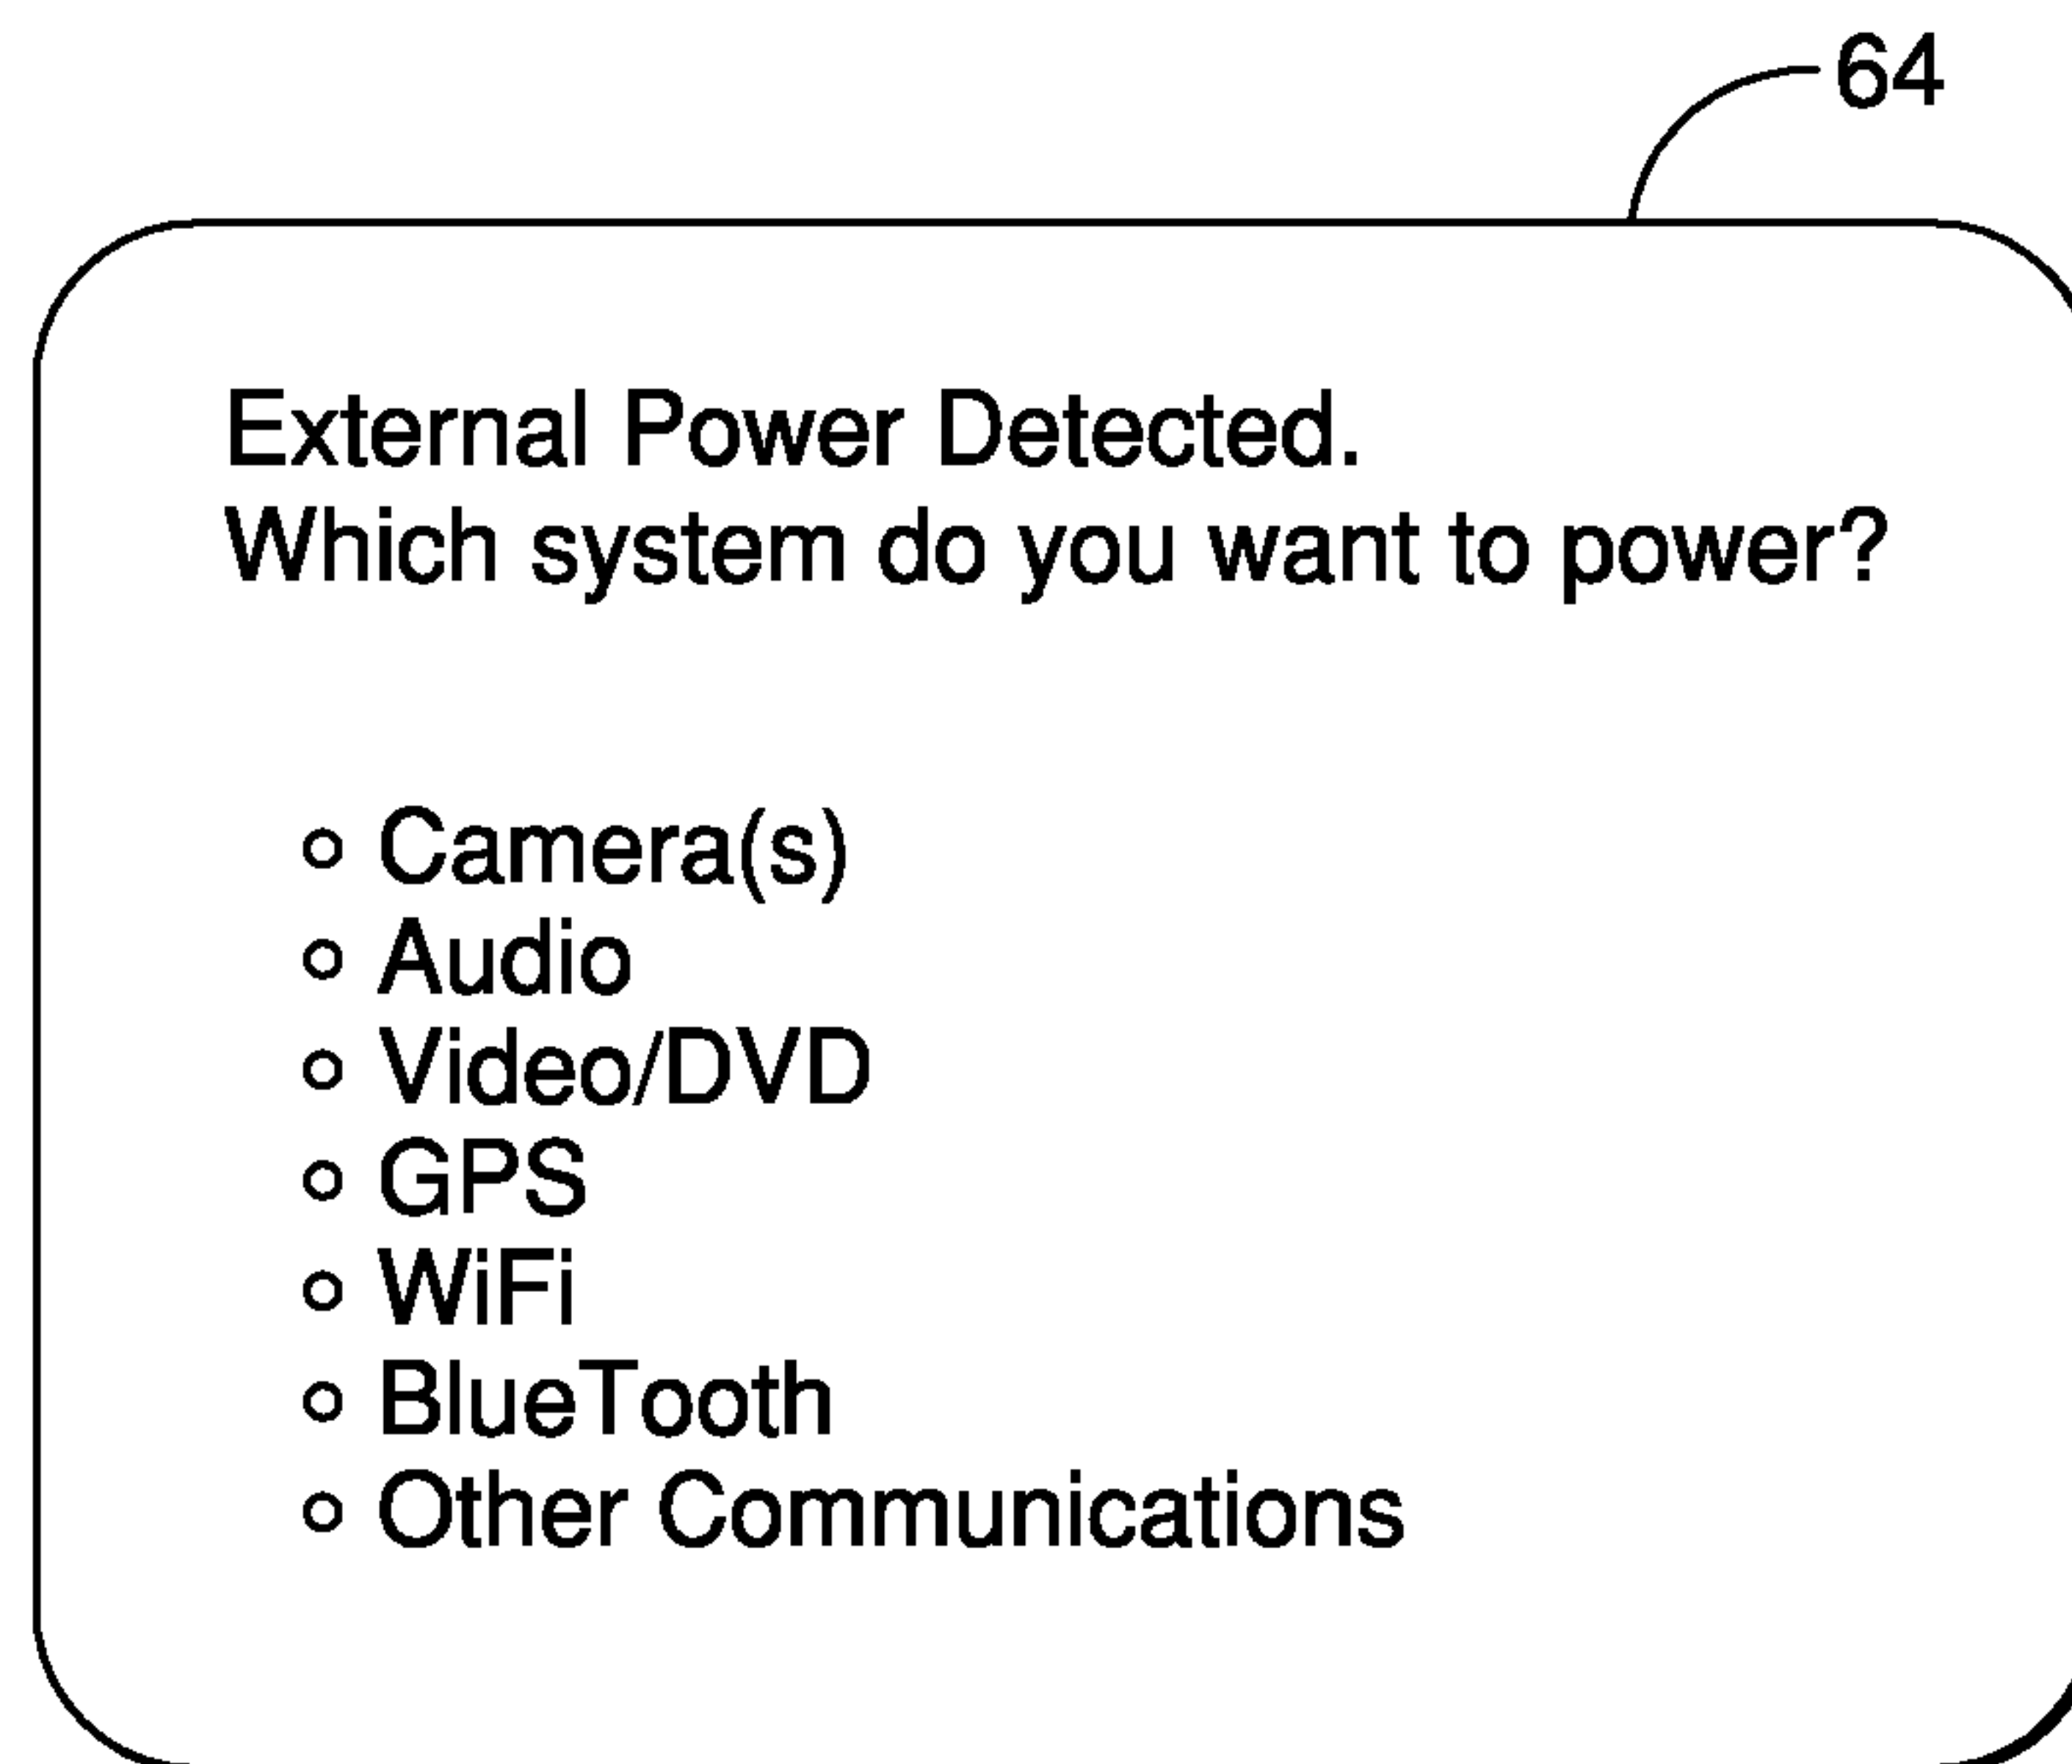 64
External Power Detected.
Which system do you want to power?
Camera(s)
Audio
Video/DVD
GPS
WiFi
BlueTooth
Other Communications